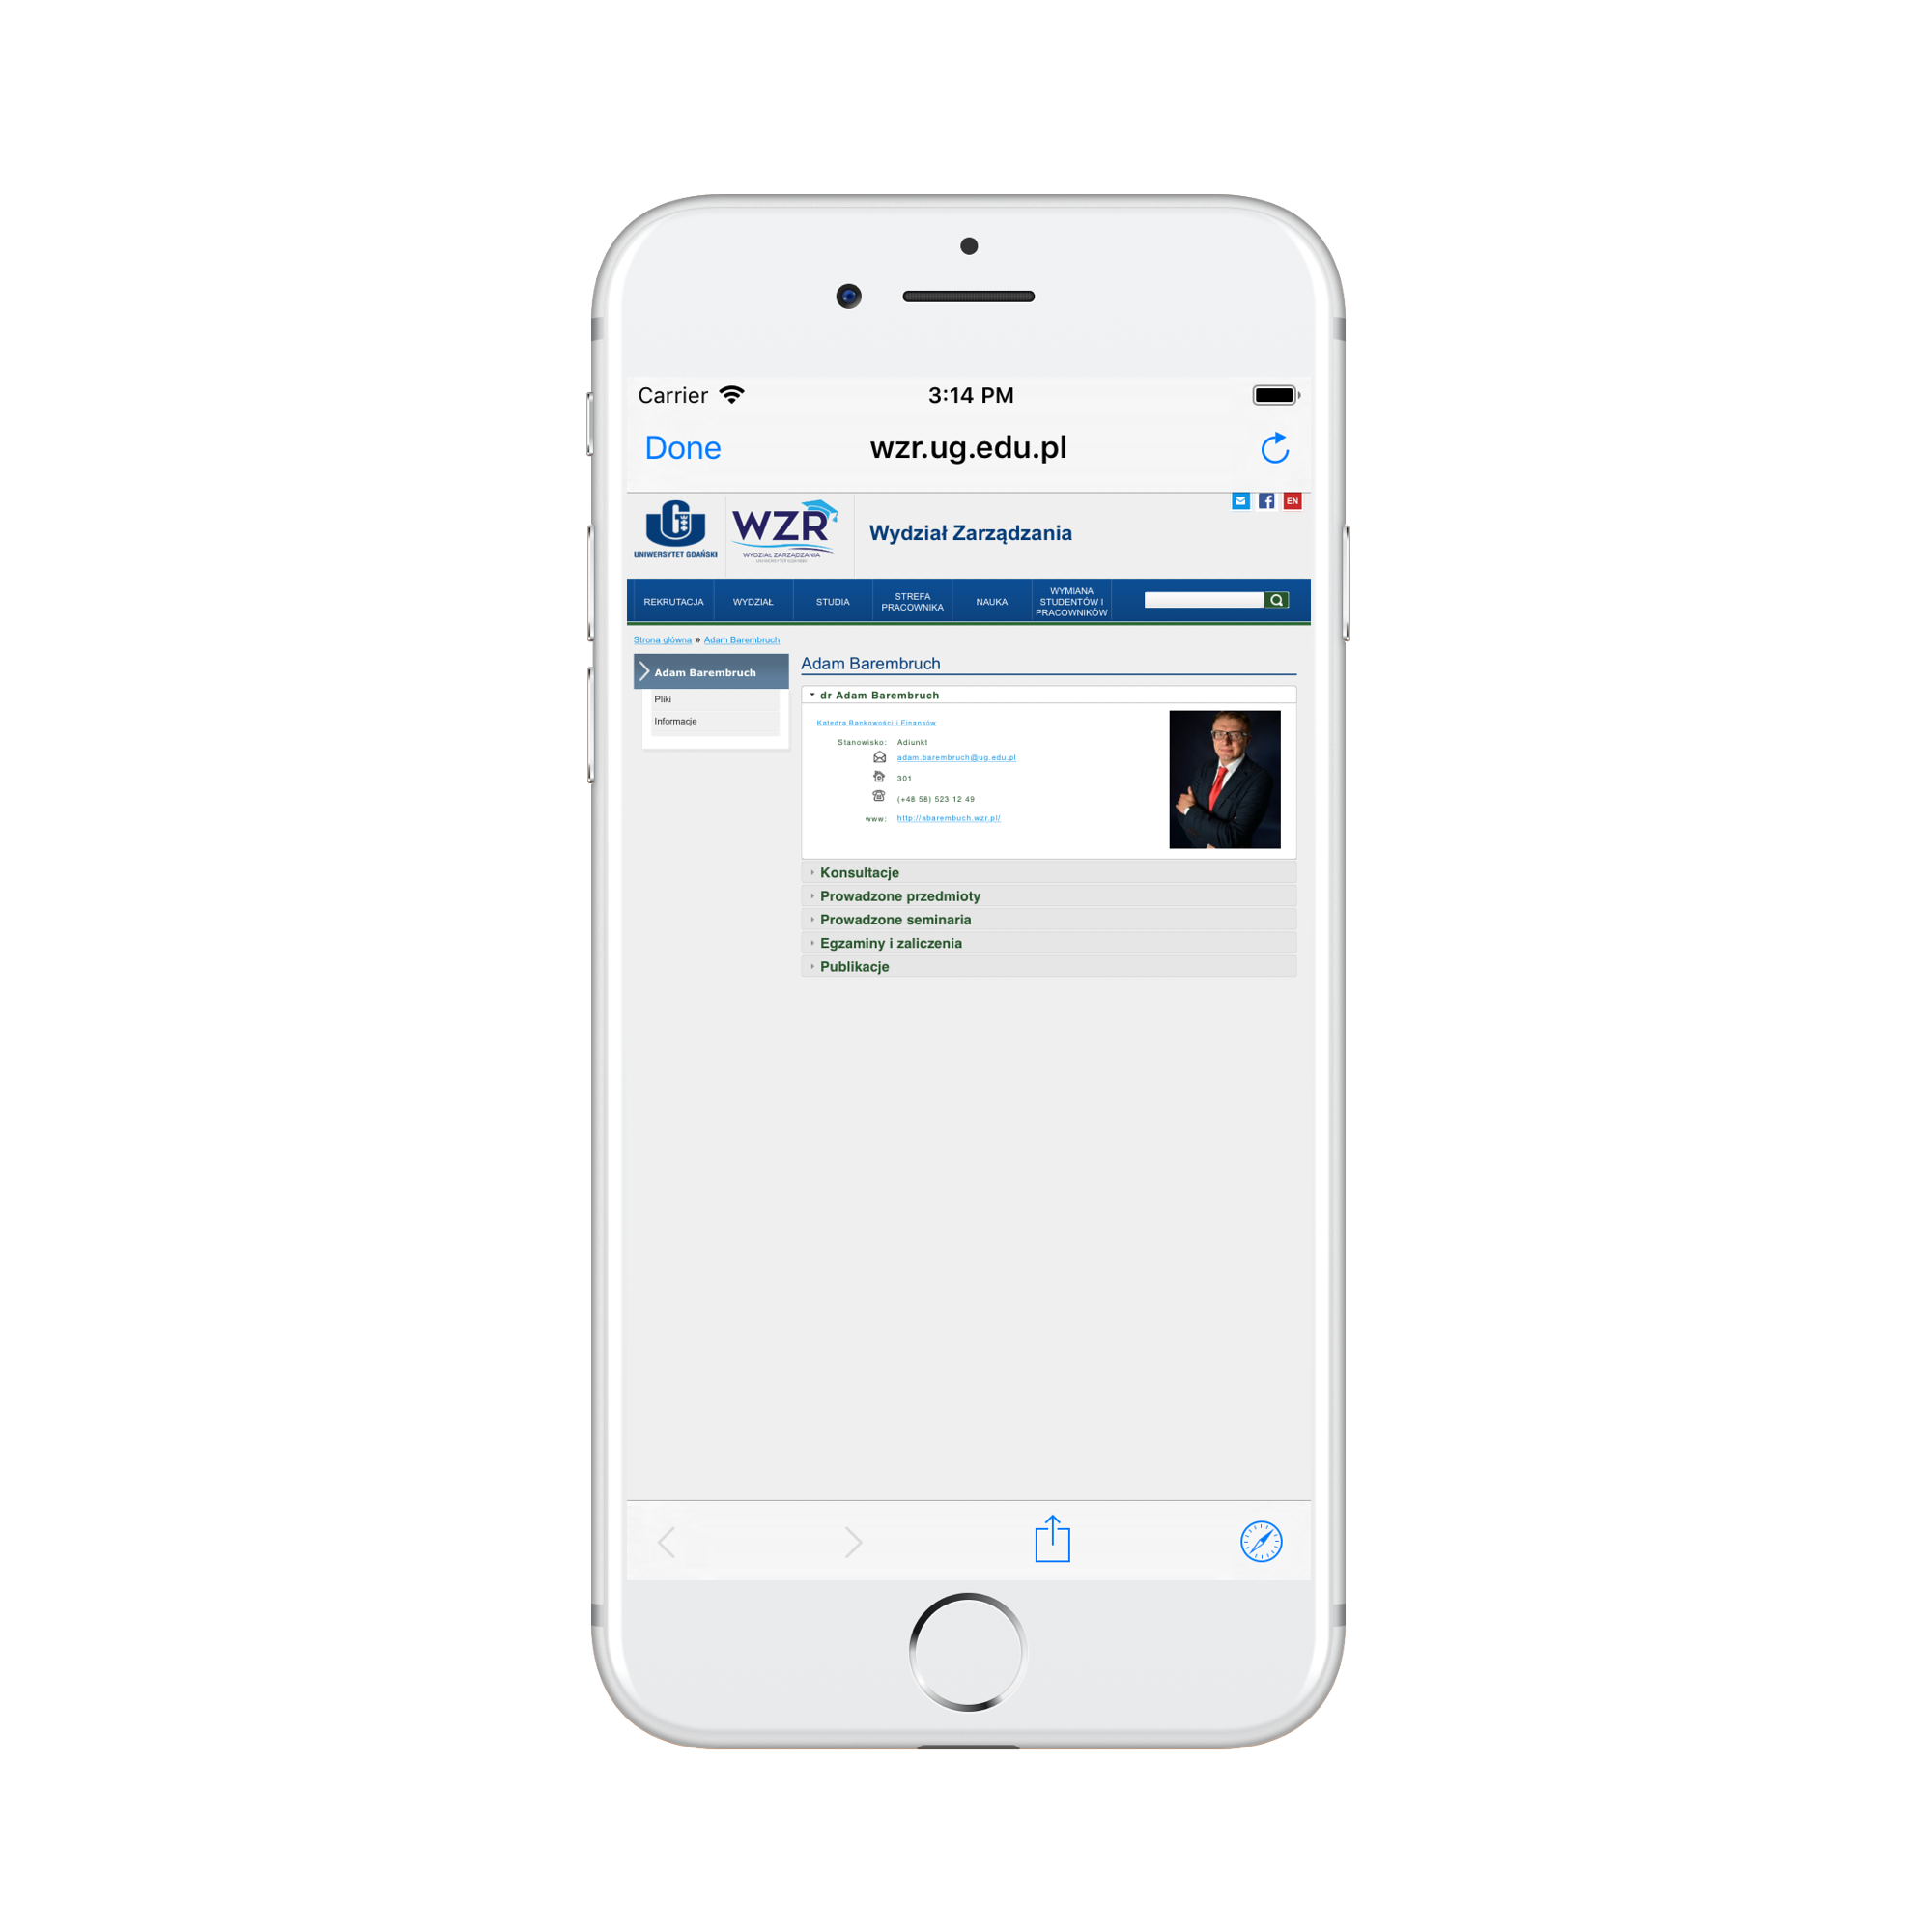 Carrier 3:14 PM
Done wzr.ug.edu.pl
UNIWERSYTET GDAŃSKI
WZR
WYDZIAŁ ZARZĄDZANIA
UNIWERSYTET GDAŃSKI
Wydział Zarządzania
EN
REKRUTACJA
WYDZIAŁ
STUDIA
STREFA
PRACOWNIKA
NAUKA
WYMIANA
STUDENTÓW I
PRACOWNIKÓW
Strona główna » Adam Barembruch
Adam Barembruch
Pliki
Informacje
Adam Barembruch
dr Adam Barembruch
Katedra Bankowości i Finansów
Stanowisko: Adiunkt
adam.barembruch@ug.edu.pl
301
(+48 58) 523 12 49
www: http://abarembuch.wzr.pl/
Konsultacje
Prowadzone przedmioty
Prowadzone seminaria
Egzaminy i zaliczenia
Publikacje